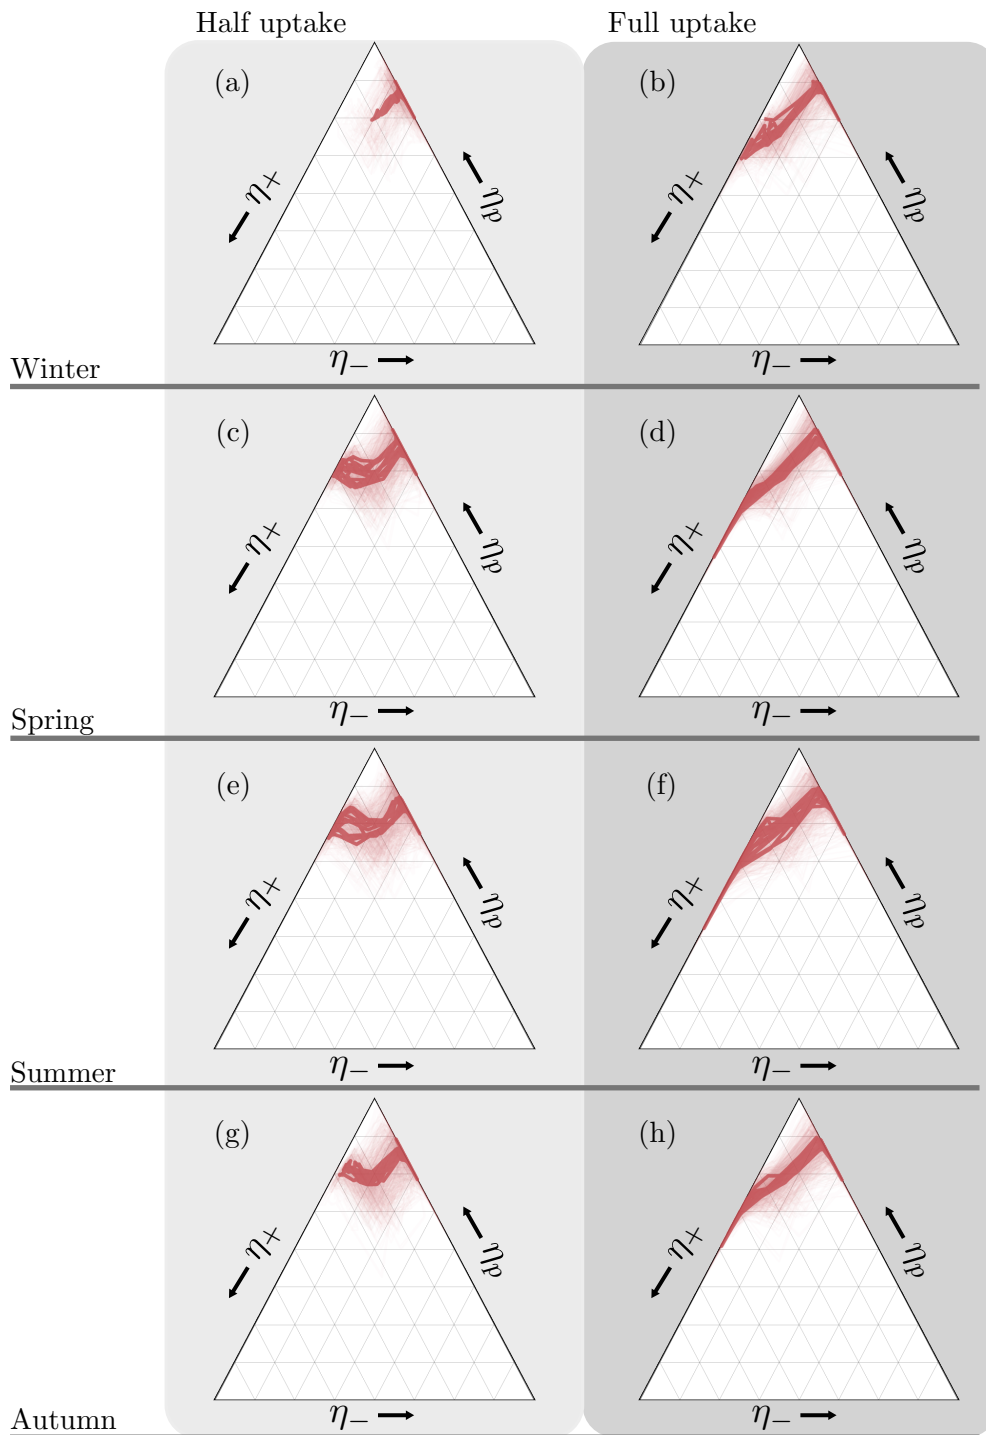 Half uptake Full uptake
(a) (b)
η₊ ηₚ η₊ ηₚ
η₋ η₋
Winter
(c) (d)
η₊ ηₚ η₊ ηₚ
η₋ η₋
Spring
(e) (f)
η₊ ηₚ η₊ ηₚ
η₋ η₋
Summer
(g) (h)
η₊ ηₚ η₊ ηₚ
η₋ η₋
Autumn